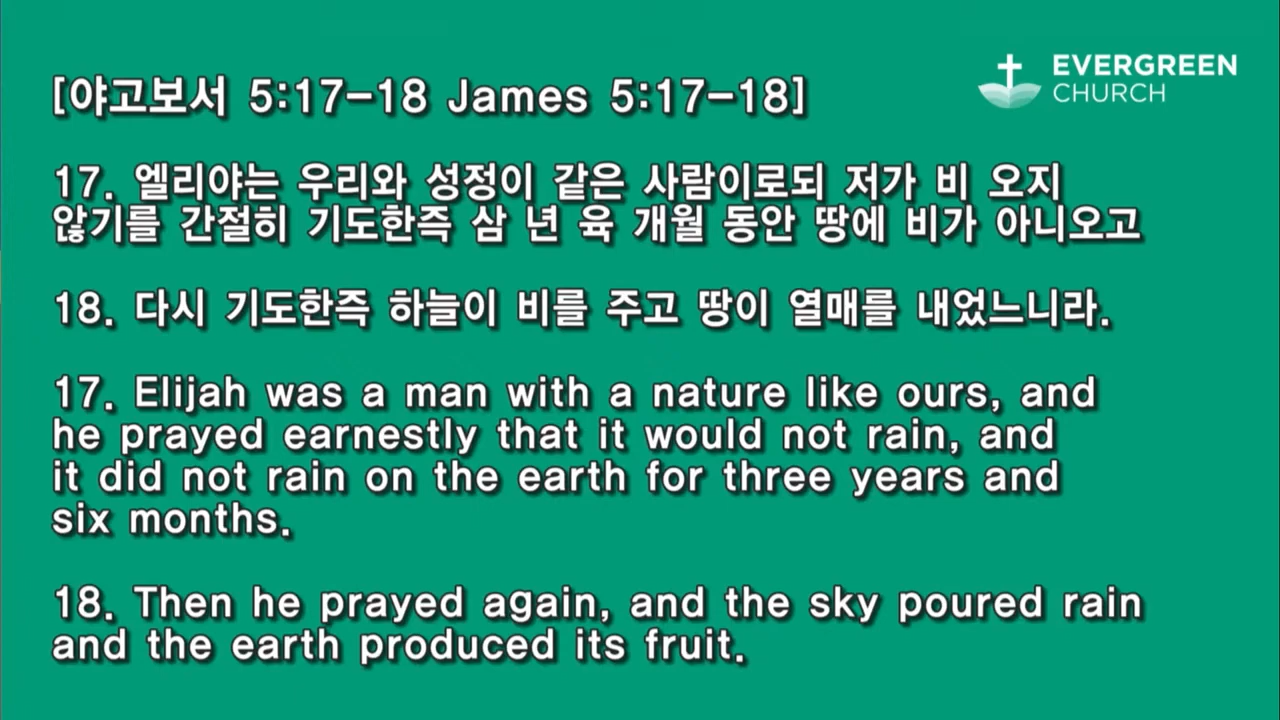 [야고보서 5:17-18 James 5:17-18]
EVERGREEN
CHURCH
17. 엘리야는 우리와 성정이 같은 사람이로되 저가 비 오지
않기를 간절히 기도한즉 삼 년 육 개월 동안 땅에 비가 아니오고
18. 다시 기도한즉 하늘이 비를 주고 땅이 열매를 내었느니라.
17. Elijah was a man with a nature like ours, and
he prayed earnestly that it would not rain, and
it did not rain on the earth for three years and
six months.
18. Then he prayed again, and the sky poured rain
and the earth produced its fruit.